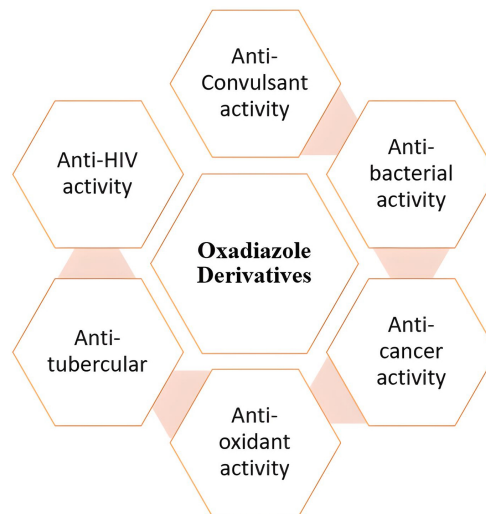 Anti-
Convulsant
activity
Anti-
bacterial
activity
Anti-
cancer
activity
Anti-
oxidant
activity
Anti-
tubercular
Anti-HIV
activity
Oxadiazole
Derivatives